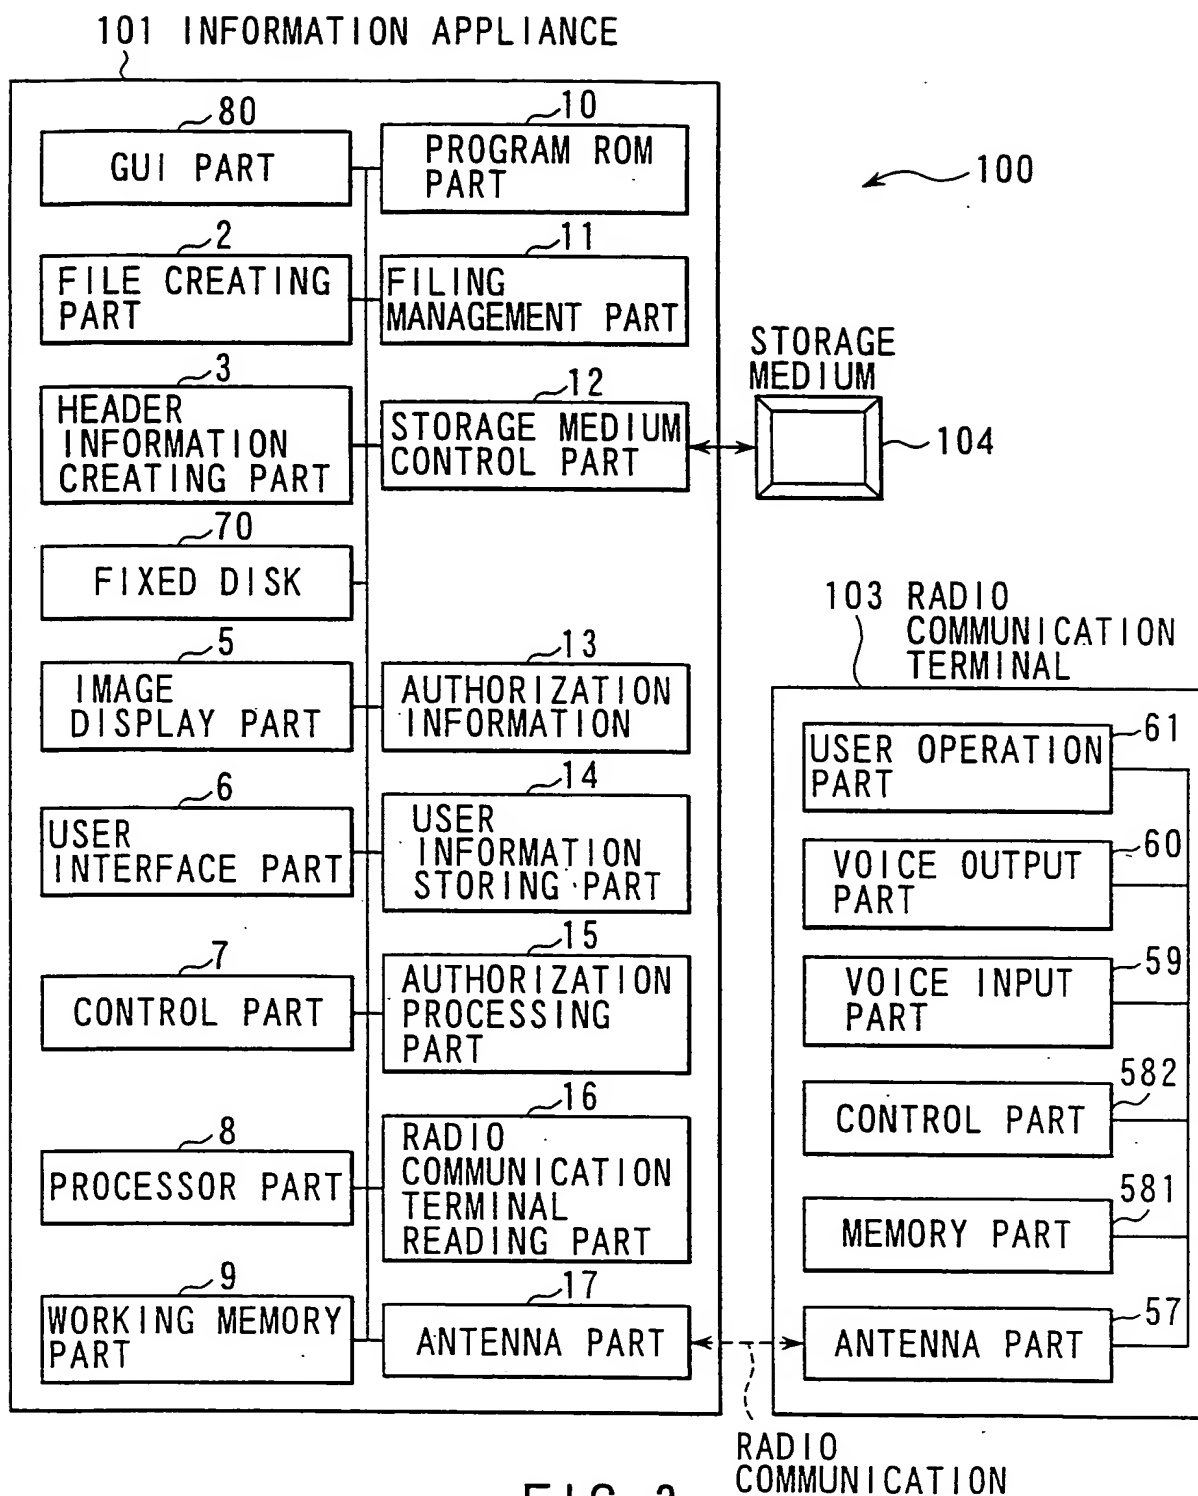 101 INFORMATION APPLIANCE
80
GUI PART
10
PROGRAM ROM
PART
100
2
FILE CREATING
PART
11
FILING
MANAGEMENT PART
3
HEADER
INFORMATION
CREATING PART
12
STORAGE MEDIUM
CONTROL PART
STORAGE
MEDIUM
104
70
FIXED DISK
5
IMAGE
DISPLAY PART
13
AUTHORIZATION
INFORMATION
6
USER
INTERFACE PART
14
USER
INFORMATION
STORING PART
7
CONTROL PART
15
AUTHORIZATION
PROCESSING
PART
8
PROCESSOR PART
16
RADIO
COMMUNICATION
TERMINAL
READING PART
9
WORKING MEMORY
PART
17
ANTENNA PART
103 RADIO
COMMUNICATION
TERMINAL
61
USER OPERATION
PART
60
VOICE OUTPUT
PART
59
VOICE INPUT
PART
582
CONTROL PART
581
MEMORY PART
57
ANTENNA PART
RADIO
COMMUNICATION